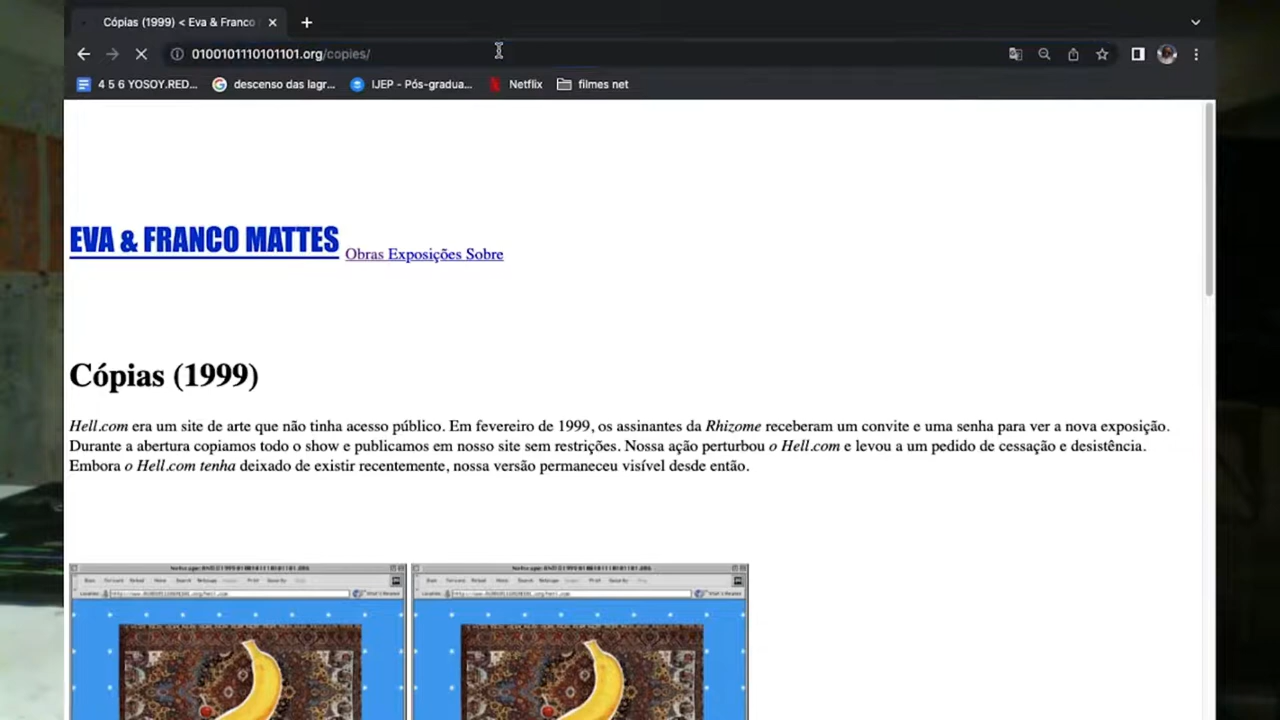 Cópias (1999) < Eva & Franco
0100101110101101.org/copies/
4 5 6 YOSOY.RED... descenso das lagr... IJEP - Pós-gradua... Netflix filmes net
EVA & FRANCO MATTES Obras Exposições Sobre
Cópias (1999)
Hell.com era um site de arte que não tinha acesso público. Em fevereiro de 1999, os assinantes da Rhizome receberam um convite e uma senha para ver a nova exposição.
Durante a abertura copiamos todo o show e publicamos em nosso site sem restrições. Nossa ação perturbou o Hell.com e levou a um pedido de cessação e desistência.
Embora o Hell.com tenha deixado de existir recentemente, nossa versão permaneceu visível desde então.